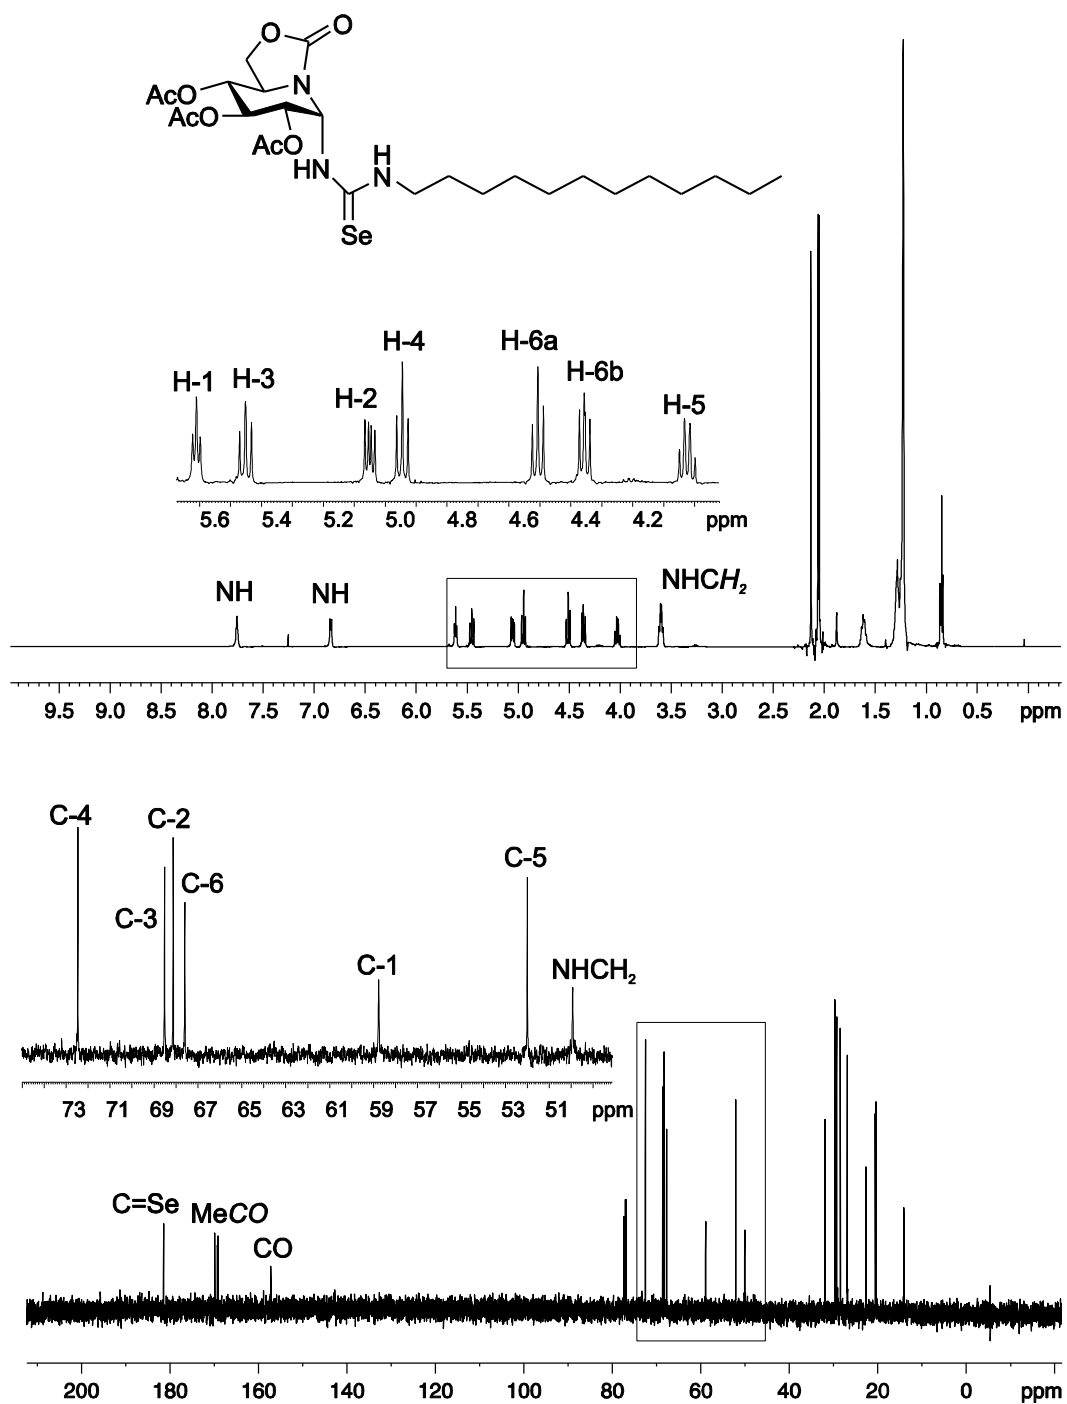 O O
N
AcO
AcO
AcO
HN H
N
Se
H-1 H-3 H-2 H-4 H-6a H-6b H-5
5.6 5.4 5.2 5.0 4.8 4.6 4.4 4.2 ppm
NH NH NHCH₂
9.5 9.0 8.5 8.0 7.5 7.0 6.5 6.0 5.5 5.0 4.5 4.0 3.5 3.0 2.5 2.0 1.5 1.0 0.5 ppm
C-4 C-3 C-2 C-6 C-1 C-5 NHCH₂
73 71 69 67 65 63 61 59 57 55 53 51 ppm
C=Se MeCO CO
200 180 160 140 120 100 80 60 40 20 0 ppm